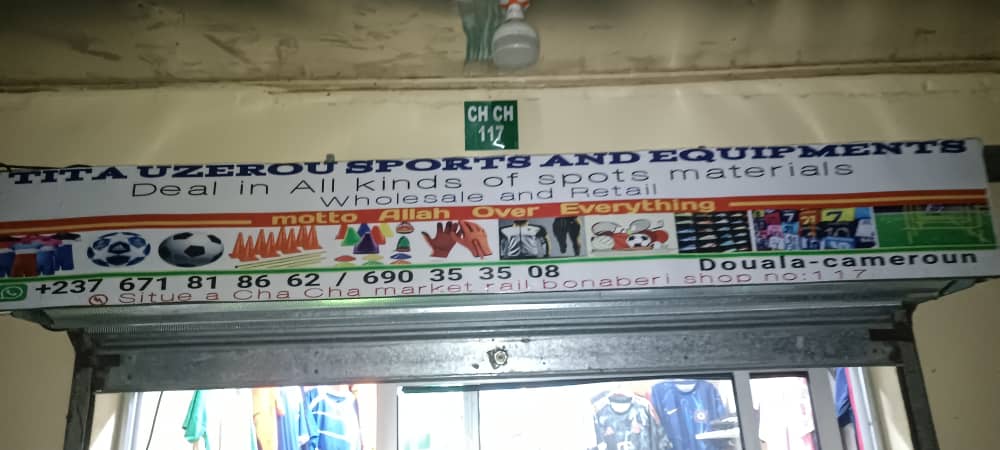 CH CH
117
TITA UZEROU SPORTS AND EQUIPMENTS
Deal in All kinds of spots materials
Wholesale and Retail
motto Allah Over Everything
Douala-cameroun
+237 671 81 86 62 / 690 35 35 08
Situe a Cha Cha market rail bonaberi shop no:117